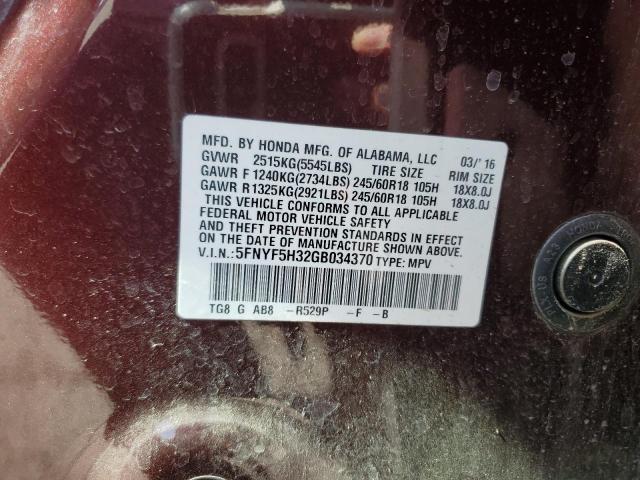 MFD. BY HONDA MFG. OF ALABAMA, LLC 03/'16
GVWR 2515KG(5545LBS) TIRE SIZE RIM SIZE
GAWR F 1240KG(2734LBS) 245/60R18 105H 18X8.0J
GAWR R 1325KG(2921LBS) 245/60R18 105H 18X8.0J
THIS VEHICLE CONFORMS TO ALL APPLICABLE
FEDERAL MOTOR VEHICLE SAFETY
AND THEFT PREVENTION STANDARDS IN EFFECT
ON THE DATE OF MANUFACTURE SHOWN ABOVE.
V.I.N.: 5FNYF5H32GB034370 TYPE: MPV
TG8 G AB8 -R529P -F -B